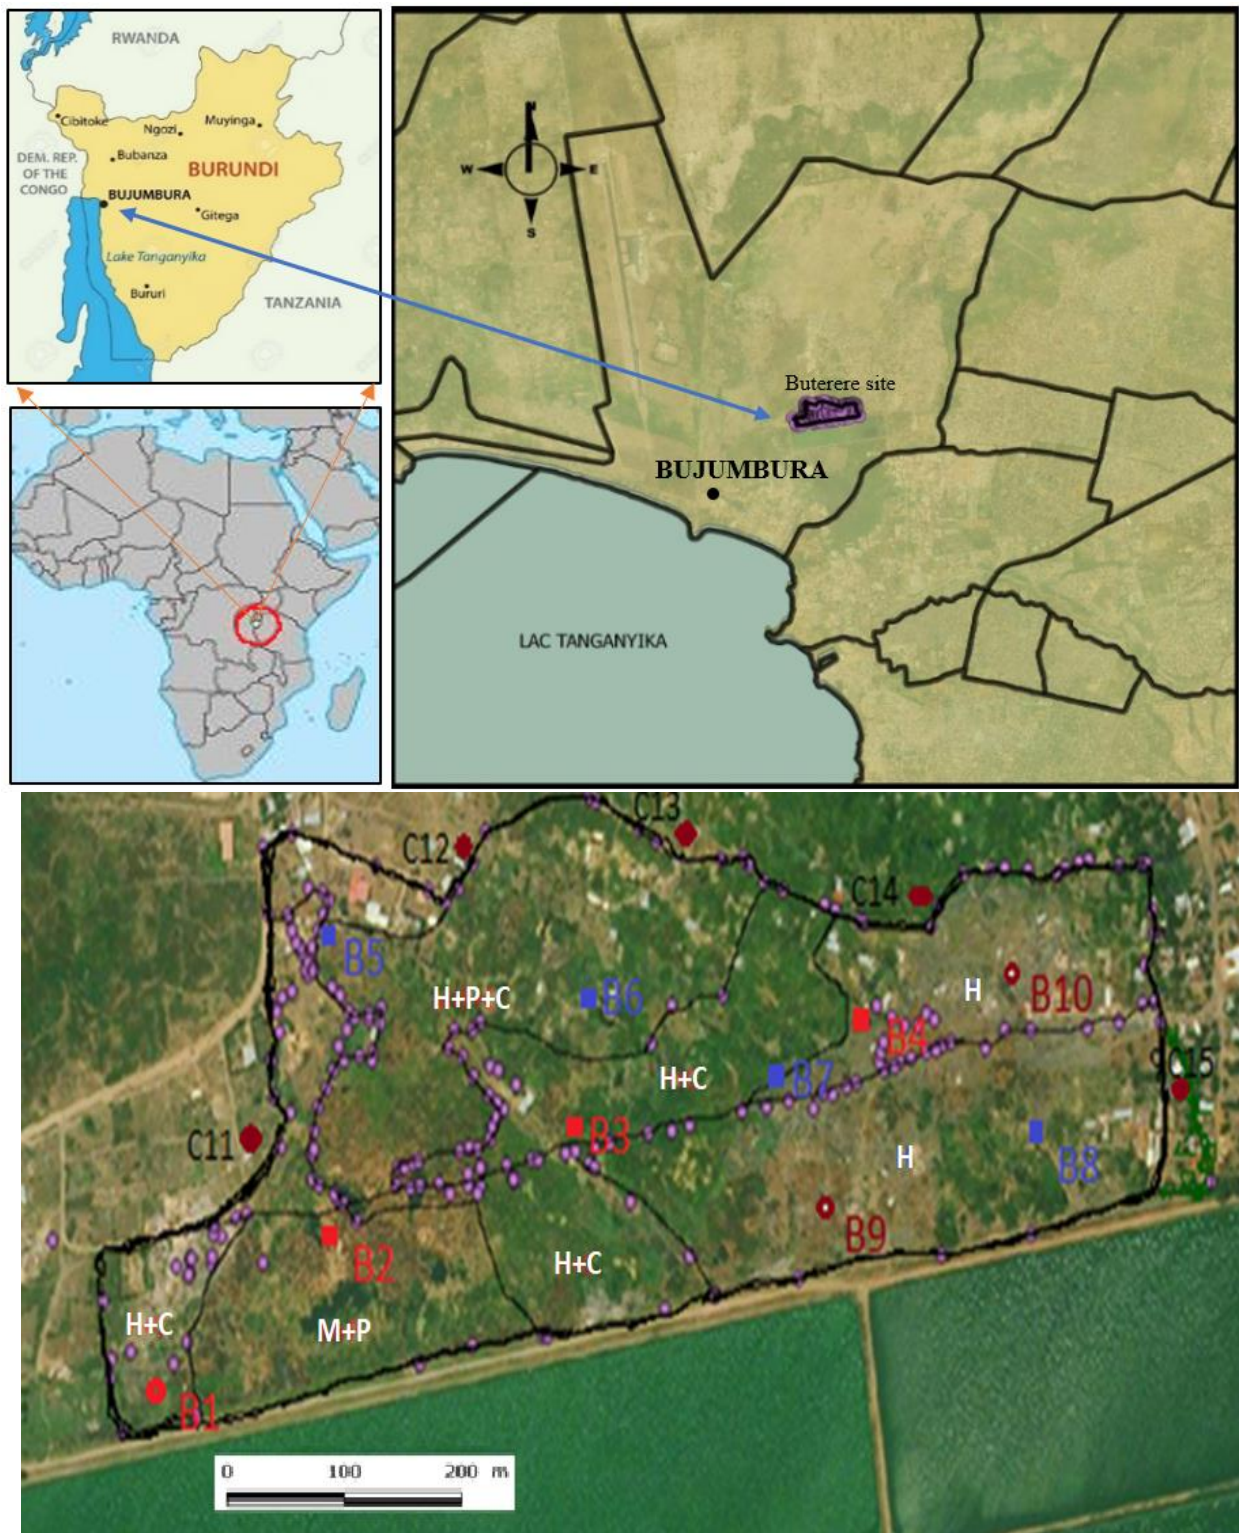 RWANDA
Cibitoke
Ngozi
Muyinga
Bubanza
DEM. REP.
OF THE
CONGO
BURUNDI
BUJUMBURA
Gitega
Lake Tanganyika
Bururi
TANZANIA
N
W
E
S
Buterere site
BUJUMBURA
LAC TANGANYIKA
C13
C12
C14
B5
H+P+C
B6
H
B10
B4
H+C
B7
C15
C11
B3
H
B8
B2
H+C
B9
H+C
M+P
B1
0 100 200 m